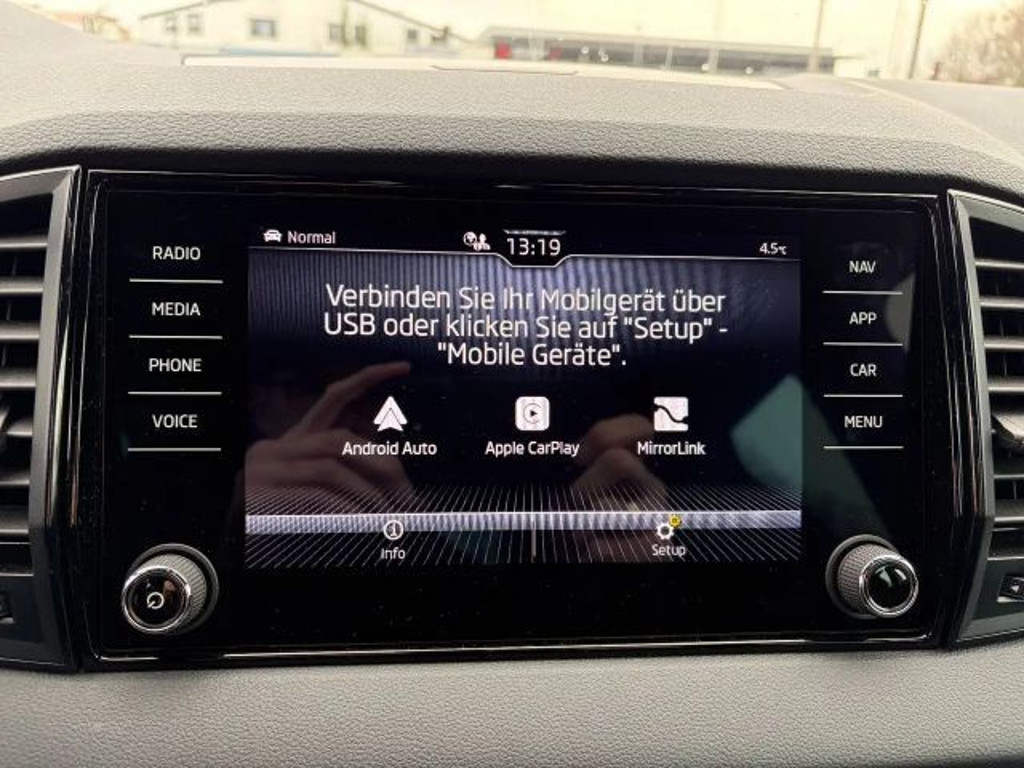 RADIO
MEDIA
PHONE
VOICE
Normal
13:19
4.5°C
Verbinden Sie Ihr Mobilgerät über
USB oder klicken Sie auf "Setup" -
"Mobile Geräte".
Android Auto
Apple CarPlay
MirrorLink
Info
Setup
NAV
APP
CAR
MENU